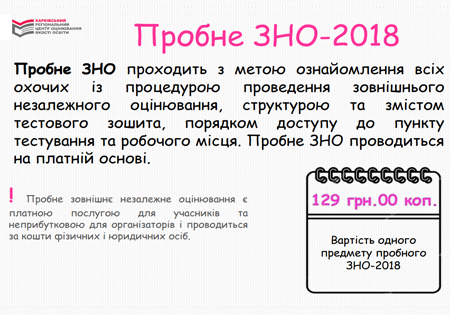 ХАРКІВСЬКИЙ
РЕГІОНАЛЬНИЙ
ЦЕНТР ОЦІНЮВАННЯ
ЯКОСТІ ОСВІТИ
Пробне ЗНО-2018
Пробне ЗНО проходить з метою ознайомлення всіх
охочих із процедурою проведення зовнішнього
незалежного оцінювання, структурою та змістом
тестового зошита, порядком доступу до пункту
тестування та робочого місця. Пробне ЗНО проводиться
на платній основі.
! Пробне зовнішнє незалежне оцінювання є
платною послугою для учасників та
неприбутковою для організаторів і проводиться
за кошти фізичних і юридичних осіб.
129 грн.00 коп.
Вартість одного
предмету пробного
ЗНО-2018